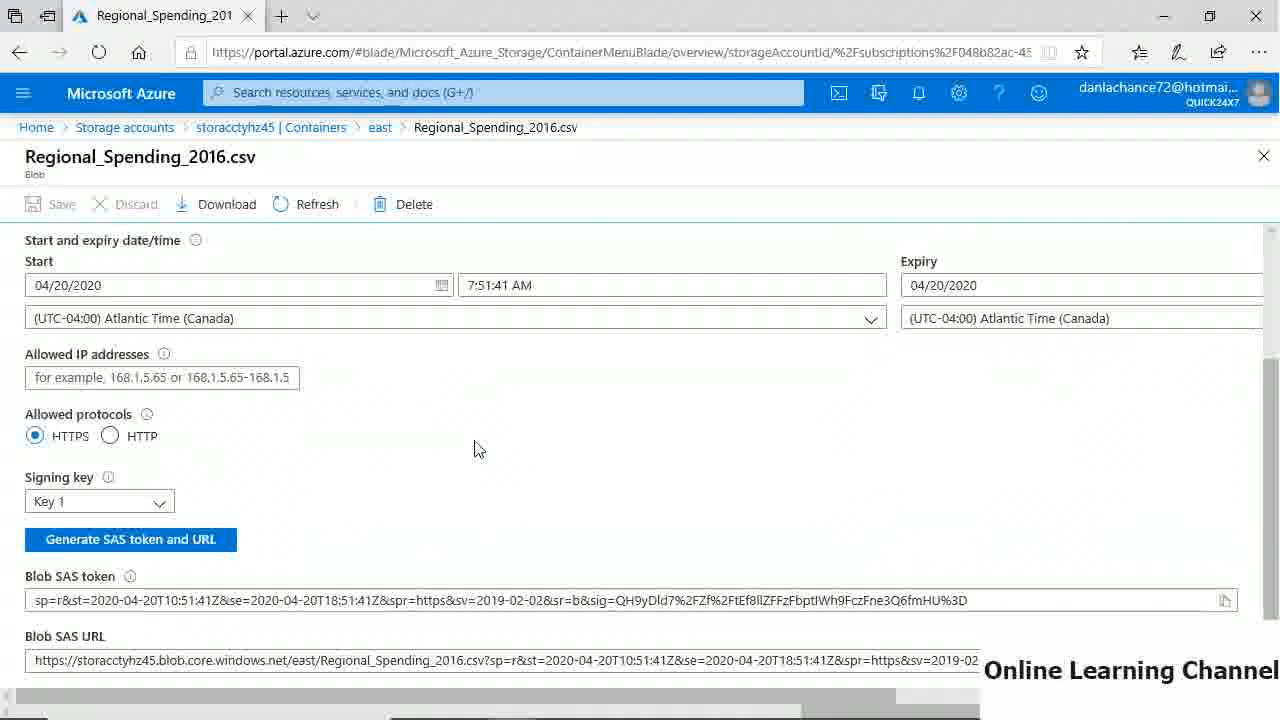 Regional_Spending_201
https://portal.azure.com/#blade/Microsoft_Azure_Storage/ContainerMenuBlade/overview/storageAccountId/%2Fsubscriptions%2F048b82ac-45
Microsoft Azure
Search resources, services, and docs (G+/)
danlachance72@hotmai...
QUICK24X7
Home > Storage accounts > storacctyhz45 | Containers > east > Regional_Spending_2016.csv
Regional_Spending_2016.csv
Blob
Save Discard Download Refresh Delete
Start and expiry date/time
Start Expiry
04/20/2020 7:51:41 AM 04/20/2020
(UTC-04:00) Atlantic Time (Canada) (UTC-04:00) Atlantic Time (Canada)
Allowed IP addresses
for example, 168.1.5.65 or 168.1.5.65-168.1.5
Allowed protocols
HTTPS HTTP
Signing key
Key 1
Generate SAS token and URL
Blob SAS token
sp=r&st=2020-04-20T10:51:41Z&se=2020-04-20T18:51:41Z&spr=https&sv=2019-02-02&sr=b&sig=
Blob SAS URL
https://storacctyhz45.blob.core.windows.net/east/Regional_Spending_2016.csv?sp=r&st=2020-04-20T10:51:41Z&se=2020-04-20T18:51:41Z&spr=https&sv=2019-02
Online Learning Channel